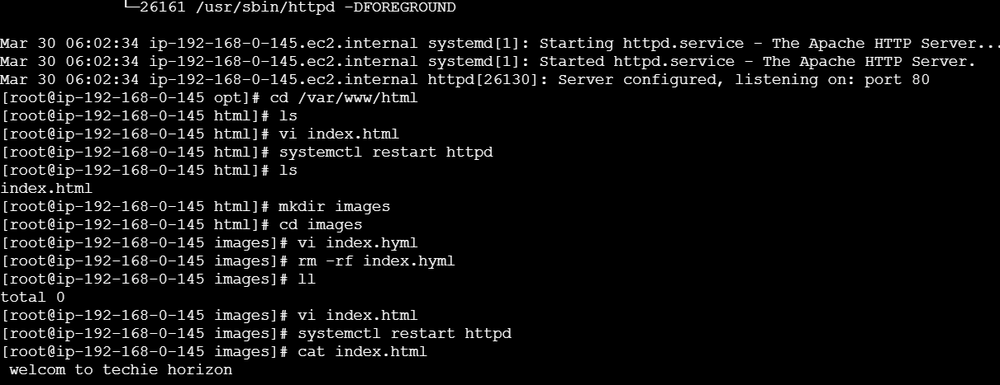 └─26161 /usr/sbin/httpd -DFOREGROUND
Mar 30 06:02:34 ip-192-168-0-145.ec2.internal systemd[1]: Starting httpd.service - The Apache HTTP Server...
Mar 30 06:02:34 ip-192-168-0-145.ec2.internal systemd[1]: Started httpd.service - The Apache HTTP Server.
Mar 30 06:02:34 ip-192-168-0-145.ec2.internal httpd[26130]: Server configured, listening on: port 80
[root@ip-192-168-0-145 opt]# cd /var/www/html
[root@ip-192-168-0-145 html]# ls
[root@ip-192-168-0-145 html]# vi index.html
[root@ip-192-168-0-145 html]# systemctl restart httpd
[root@ip-192-168-0-145 html]# ls
index.html
[root@ip-192-168-0-145 html]# mkdir images
[root@ip-192-168-0-145 html]# cd images
[root@ip-192-168-0-145 images]# vi index.hyml
[root@ip-192-168-0-145 images]# rm -rf index.hyml
[root@ip-192-168-0-145 images]# ll
total 0
[root@ip-192-168-0-145 images]# vi index.html
[root@ip-192-168-0-145 images]# systemctl restart httpd
[root@ip-192-168-0-145 images]# cat index.html
welcom to techie horizon